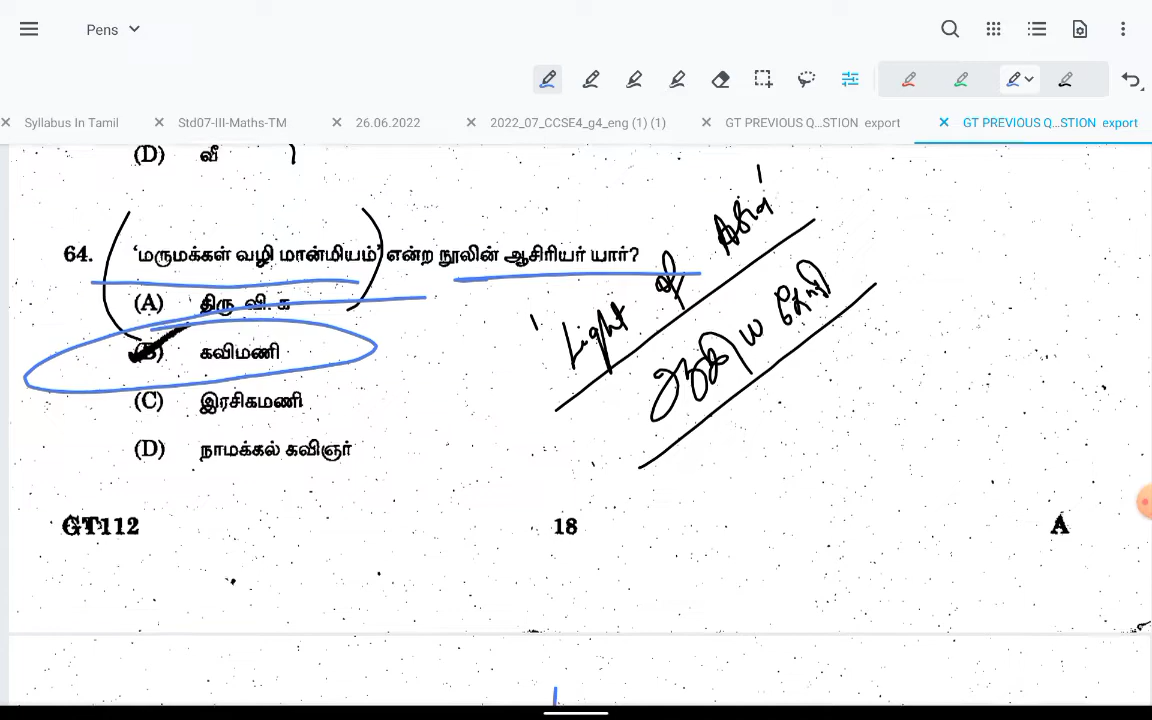 Pens
Syllabus In Tamil
Std07-III-Maths-TM
26.06.2022
2022_07_CCSE4_g4_eng (1) (1)
GT PREVIOUS Q...STION export
GT PREVIOUS Q...STION export
(D) வீ
64. 'மருமக்கள் வழி மான்மியம்' என்ற நூலின் ஆசிரியர் யார்?
(A) திரு வி. க
(B) கவிமணி
(C) இரசிகமணி
(D) நாமக்கல் கவிஞர்
'Light of Asia'
GT112
18
A